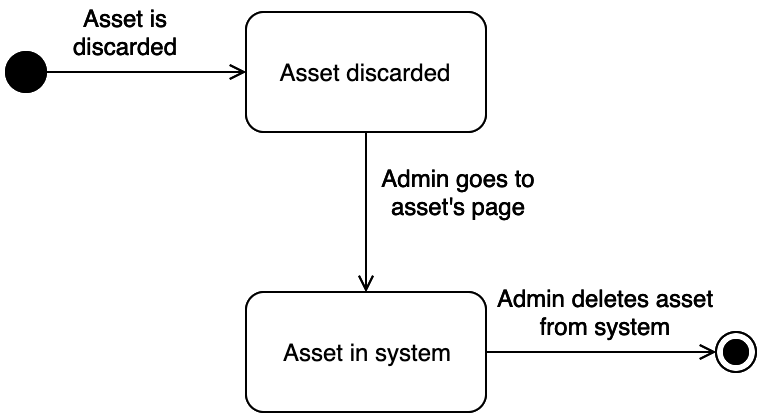 Asset is
discarded
Asset discarded
Admin goes to
asset's page
Admin deletes asset
from system
Asset in system